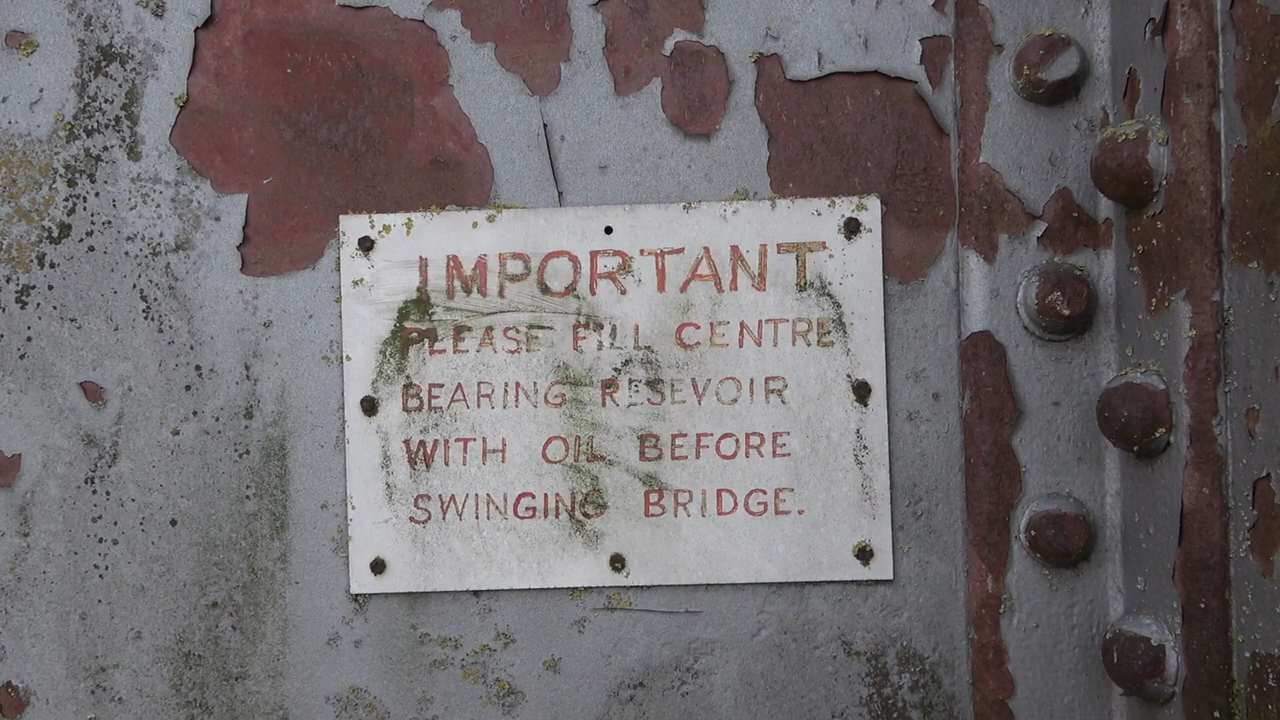 IMPORTANT
PLEASE FILL CENTRE
BEARING RESEVOIR
WITH OIL BEFORE
SWINGING BRIDGE.